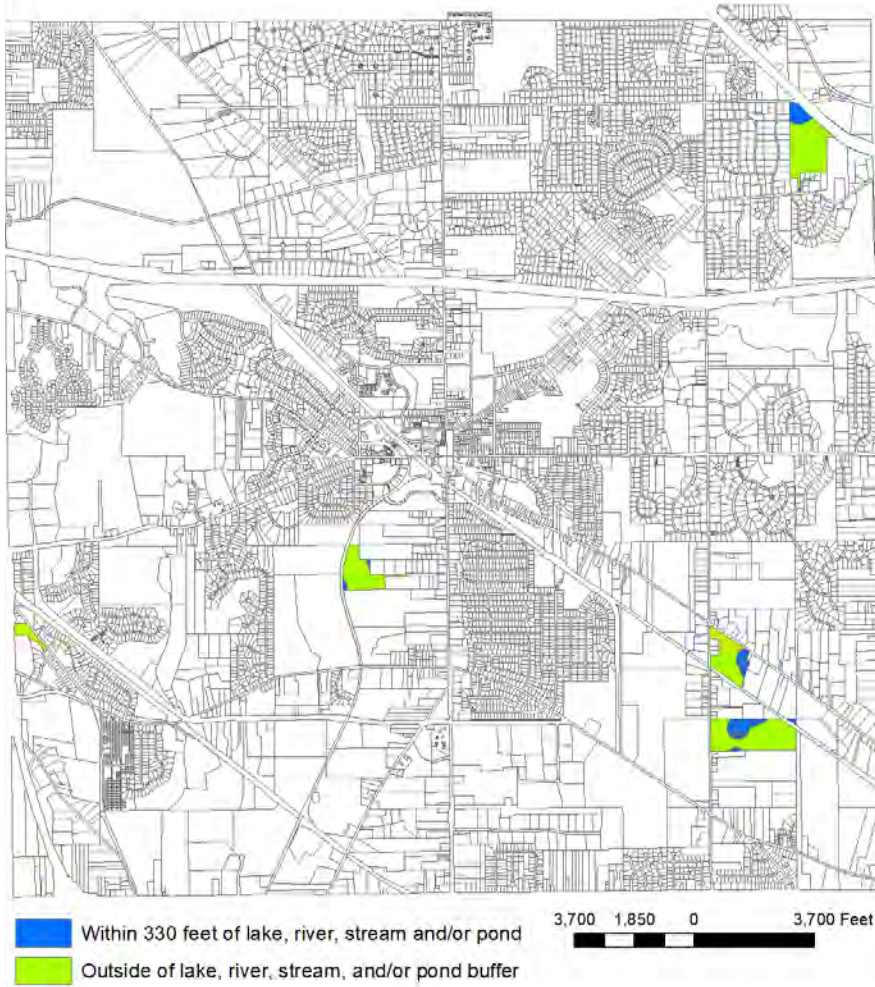 3,700 1,850 0 3,700 Feet
Within 330 feet of lake, river, stream and/or pond
Outside of lake, river, stream, and/or pond buffer